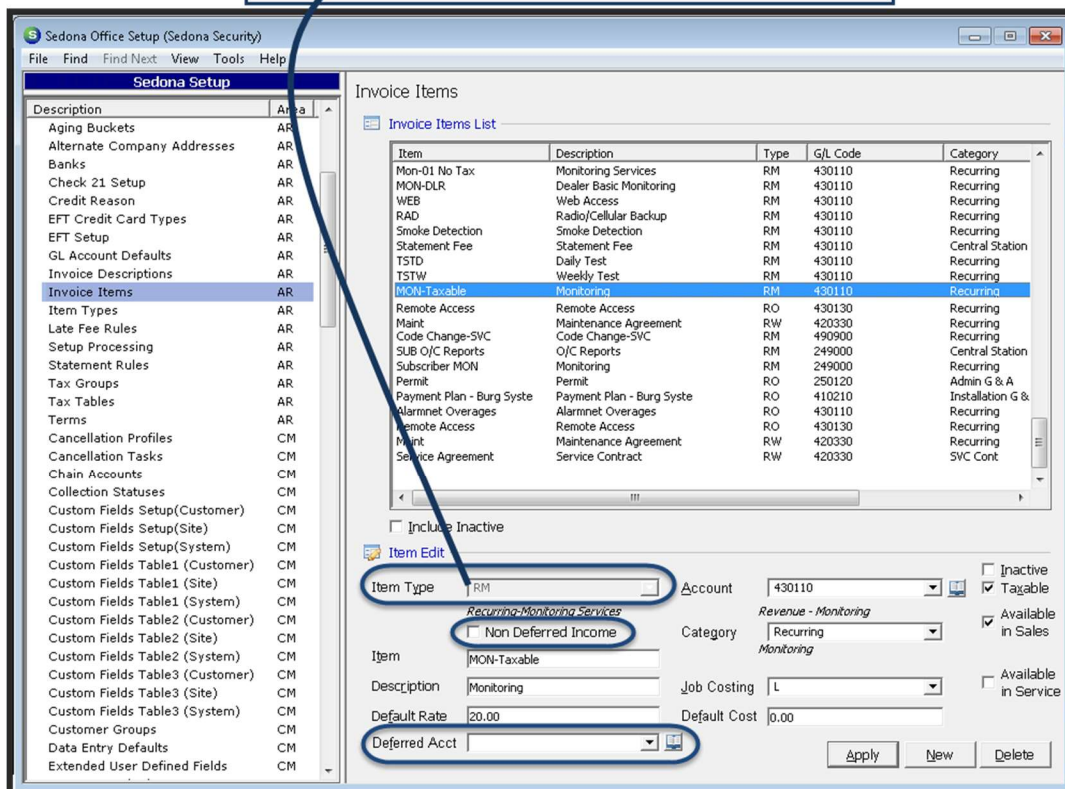 Sedona Office Setup (Sedona Security)
File Find Find Next View Tools Help
Sedona Setup
Description Area
Aging Buckets AR
Alternate Company Addresses AR
Banks AR
Check 21 Setup AR
Credit Reason AR
EFT Credit Card Types AR
EFT Setup AR
GL Account Defaults AR
Invoice Descriptions AR
Invoice Items AR
Item Types AR
Late Fee Rules AR
Setup Processing AR
Statement Rules AR
Tax Groups AR
Tax Tables AR
Terms AR
Cancellation Profiles CM
Cancellation Tasks CM
Chain Accounts CM
Collection Statuses CM
Custom Fields Setup(Customer) CM
Custom Fields Setup(Site) CM
Custom Fields Setup(System) CM
Custom Fields Table1 (Customer) CM
Custom Fields Table1 (Site) CM
Custom Fields Table1 (System) CM
Custom Fields Table2 (Customer) CM
Custom Fields Table2 (Site) CM
Custom Fields Table2 (System) CM
Custom Fields Table3 (Customer) CM
Custom Fields Table3 (Site) CM
Custom Fields Table3 (System) CM
Customer Groups CM
Data Entry Defaults CM
Extended User Defined Fields CM
Invoice Items
Invoice Items List
Item Description Type G/L Code Category
Mon-01 No Tax Monitoring Services RM 430110 Recurring
MON-DLR Dealer Basic Monitoring RM 430110 Recurring
WEB Web Access RM 430110 Recurring
RAD Radio/Cellular Backup RM 430110 Recurring
Smoke Detection Smoke Detection RM 430110 Recurring
Statement Fee Statement Fee RM 430110 Central Station
TSTD Daily Test RM 430110 Recurring
TSTW Weekly Test RM 430110 Recurring
MON-Taxable Monitoring RM 430110 Recurring
Remote Access Remote Access RO 430130 Recurring
Maint Maintenance Agreement RW 420330 Recurring
Code Change-SVC Code Change-SVC RM 490900 Recurring
SUB O/C Reports O/C Reports RM 249000 Central Station
Subscriber MON Monitoring RM 249000 Recurring
Permit Permit RO 250120 Admin G & A
Payment Plan - Burg Syste Payment Plan - Burg Syste RO 410210 Installation G &
Alarmnet Overages Alarmnet Overages RO 430110 Recurring
Remote Access Remote Access RO 430130 Recurring
Maint Maintenance Agreement RW 420330 Recurring
Service Agreement Service Contract RW 420330 SVC Cont
Include Inactive
Item Edit
Item Type RM Account 430110 Inactive
Taxable
Recurring-Monitoring Services Revenue - Monitoring
Non Deferred Income Category Recurring Available in Sales
Monitoring
Item MON-Taxable
Description Monitoring Job Costing L Available in Service
Default Rate 20.00 Default Cost 0.00
Deferred Acct
Apply New Delete